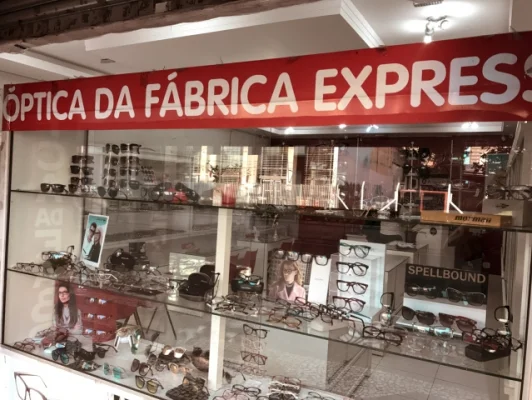 ÓPTICA DA FÁBRICA EXPRESS
SPELLBOUND